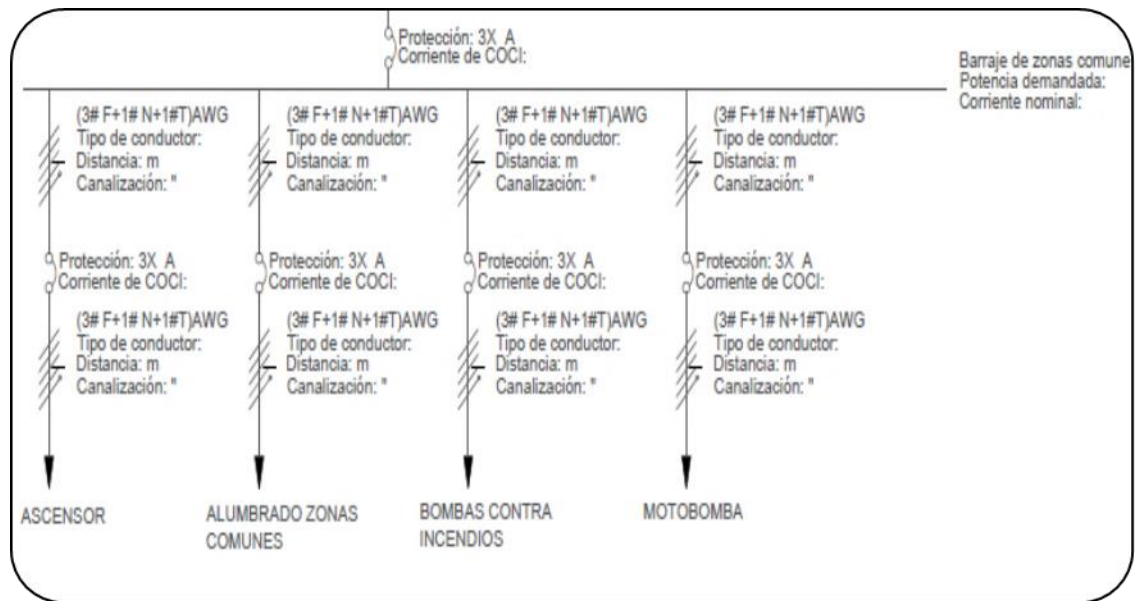 Protección: 3X A
Corriente de COCI:
Barraje de zonas comune
Potencia demandada:
Corriente nominal:
(3# F+1# N+1#T)AWG
Tipo de conductor:
Distancia: m
Canalización: "
(3# F+1# N+1#T)AWG
Tipo de conductor:
Distancia: m
Canalización: "
(3# F+1# N+1#T)AWG
Tipo de conductor:
Distancia: m
Canalización: "
(3# F+1# N+1#T)AWG
Tipo de conductor:
Distancia: m
Canalización: "
Protección: 3X A
Corriente de COCI:
Protección: 3X A
Corriente de COCI:
Protección: 3X A
Corriente de COCI:
Protección: 3X A
Corriente de COCI:
(3# F+1# N+1#T)AWG
Tipo de conductor:
Distancia: m
Canalización: "
(3# F+1# N+1#T)AWG
Tipo de conductor:
Distancia: m
Canalización: "
(3# F+1# N+1#T)AWG
Tipo de conductor:
Distancia: m
Canalización: "
(3# F+1# N+1#T)AWG
Tipo de conductor:
Distancia: m
Canalización: "
ASCENSOR
ALUMBRADO ZONAS
COMUNES
BOMBAS CONTRA
INCENDIOS
MOTOBOMBA